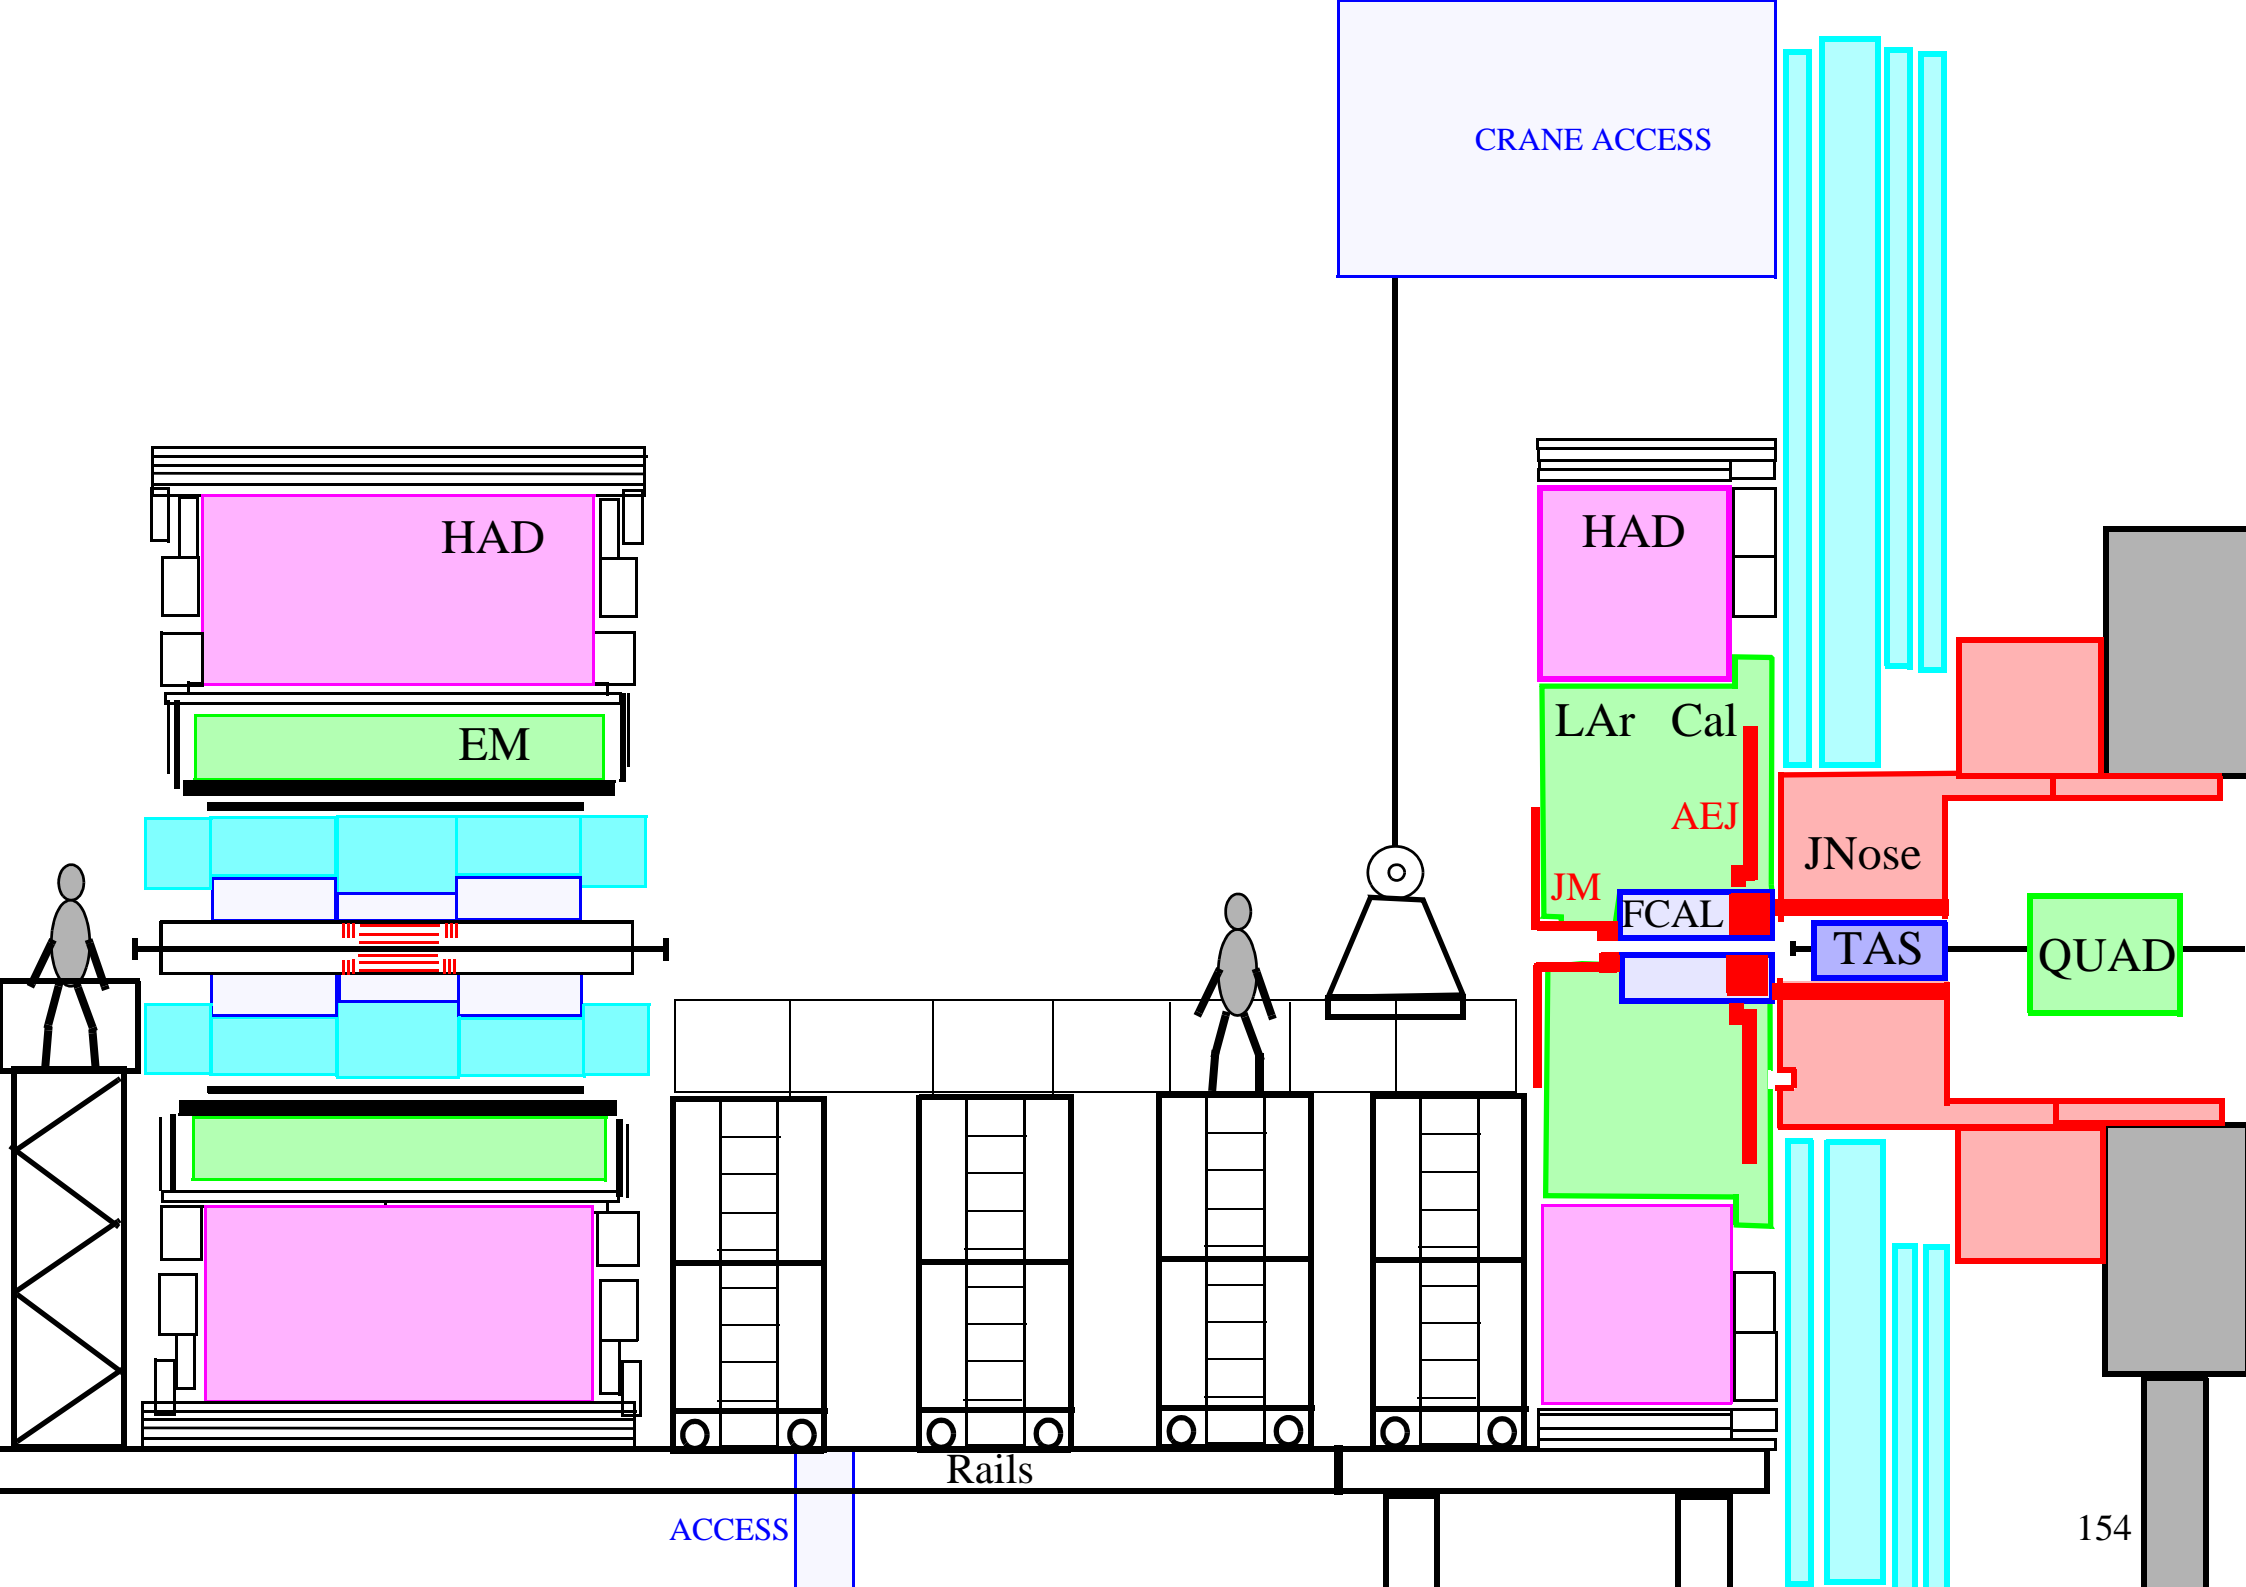 CRANE ACCESS
HAD
HAD
LAr Cal
EM
AEJ
JNose
JM
FCAL
TAS
QUAD
Rails
ACCESS
154